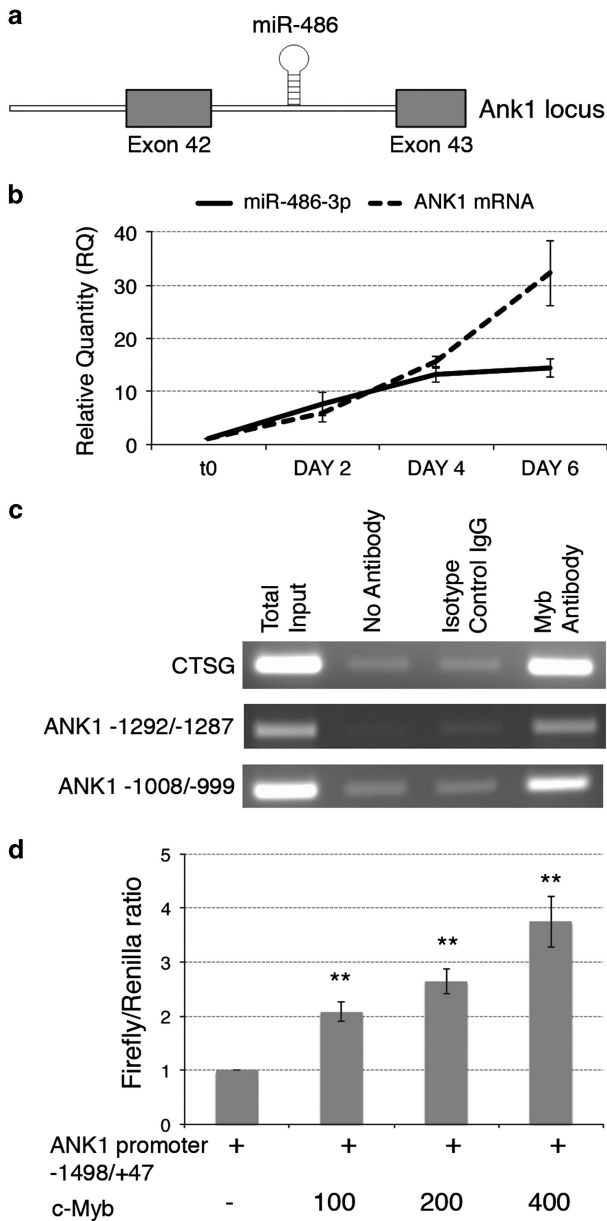 a
miR-486
Ank1 locus
Exon 42
Exon 43
b
miR-486-3p
ANK1 mRNA
Relative Quantity (RQ)
40
30
20
10
0
t0
DAY 2
DAY 4
DAY 6
c
Total
Input
No Antibody
Isotype
Control IgG
Myb
Antibody
CTSG
ANK1 -1292/-1287
ANK1 -1008/-999
d
Firefly/Renilla ratio
5
4
3
2
1
0
**
**
**
ANK1 promoter + + + +
-1498/+47
c-Myb - 100 200 400